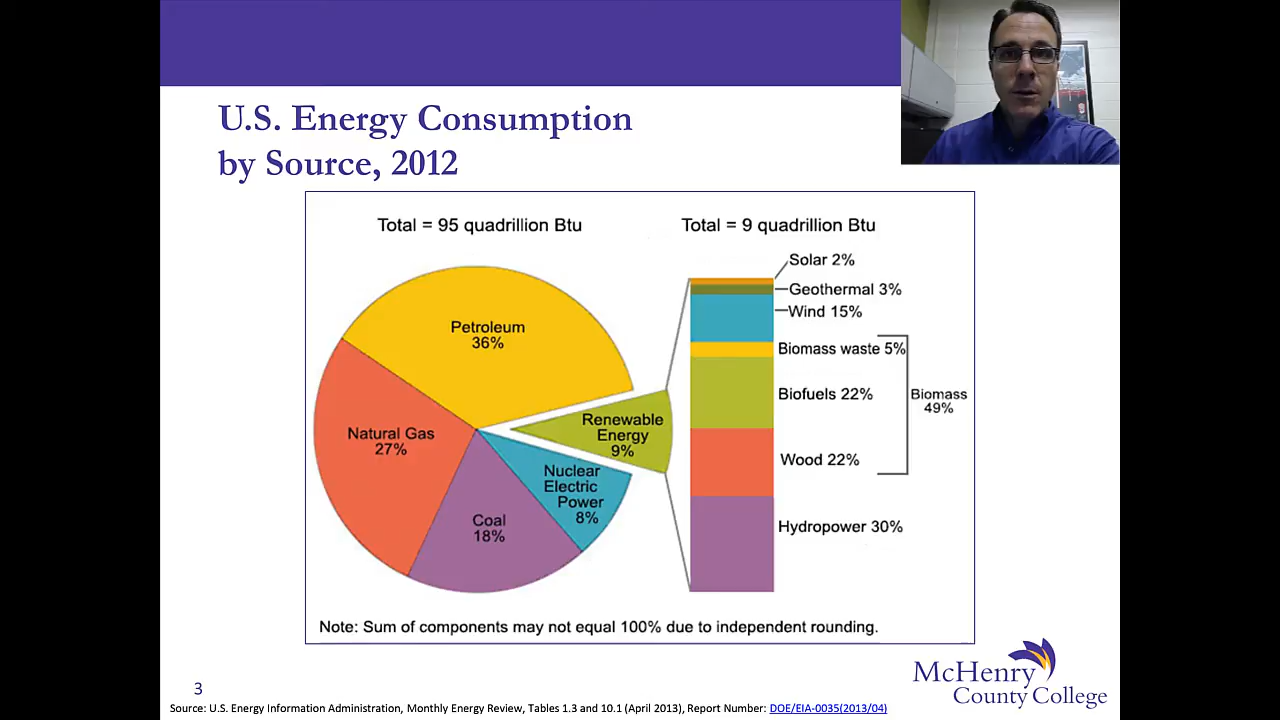 U.S. Energy Consumption
by Source, 2012
Total = 95 quadrillion Btu
Total = 9 quadrillion Btu
Petroleum
36%
Natural Gas
27%
Coal
18%
Nuclear
Electric
Power
8%
Renewable
Energy
9%
Solar 2%
Geothermal 3%
Wind 15%
Biomass waste 5%
Biofuels 22%
Wood 22%
Biomass
49%
Hydropower 30%
Note: Sum of components may not equal 100% due to independent rounding.
McHenry
County College
3
Source: U.S. Energy Information Administration, Monthly Energy Review, Tables 1.3 and 10.1 (April 2013), Report Number: DOE/EIA-0035(2013/04)